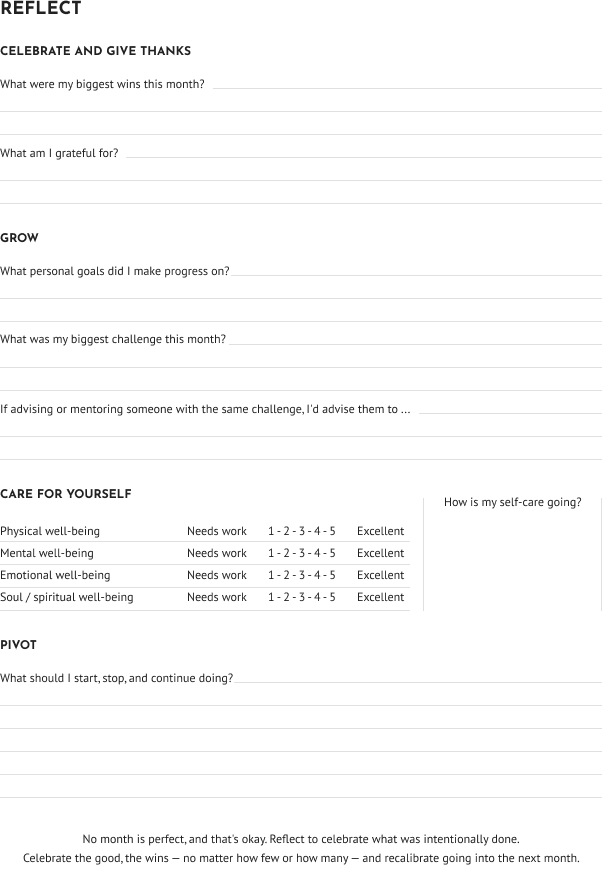 REFLECT
CELEBRATE AND GIVE THANKS
What were my biggest wins this month?
What am I grateful for?
GROW
What personal goals did I make progress on?
What was my biggest challenge this month?
If advising or mentoring someone with the same challenge, I'd advise them to ...
CARE FOR YOURSELF
Physical well-being Needs work 1 - 2 - 3 - 4 - 5 Excellent
Mental well-being Needs work 1 - 2 - 3 - 4 - 5 Excellent
Emotional well-being Needs work 1 - 2 - 3 - 4 - 5 Excellent
Soul / spiritual well-being Needs work 1 - 2 - 3 - 4 - 5 Excellent
How is my self-care going?
PIVOT
What should I start, stop, and continue doing?
No month is perfect, and that's okay. Reflect to celebrate what was intentionally done.
Celebrate the good, the wins — no matter how few or how many — and recalibrate going into the next month.